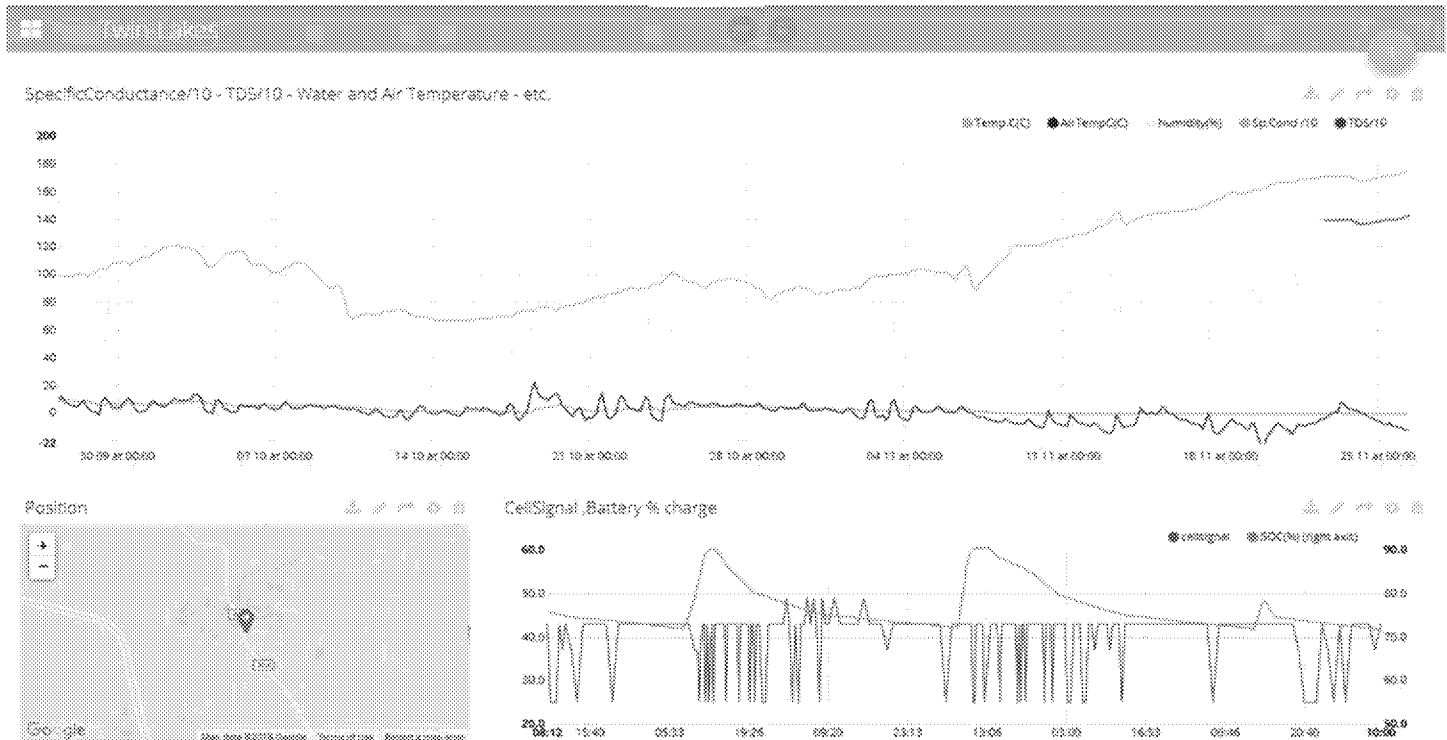 Twin Lakes
SpecificConductance/10 - TDS/10 - Water and Air Temperature - etc.
Temp C(C) AirTempC(C) humidity(%) Sp.Cond /10 TDS/10
200
180
160
140
120
100
80
60
40
20
0
-22
30 09 at 00:00 07 10 at 00:00 14 10 at 00:00 21 10 at 00:00 28 10 at 00:00 04 11 at 00:00 11 11 at 00:00 18 11 at 00:00 25 11 at 00:00
Position
+
−
Google
CellSignal ,Battery % charge
cellsignal SOC(%) (right axis)
60.0 90.0
50.0 80.0
40.0 70.0
30.0 60.0
20.0 50.0
08:12 15:40 05:33 19:26 09:20 23:13 13:06 03:00 16:53 06:46 20:40 10:00